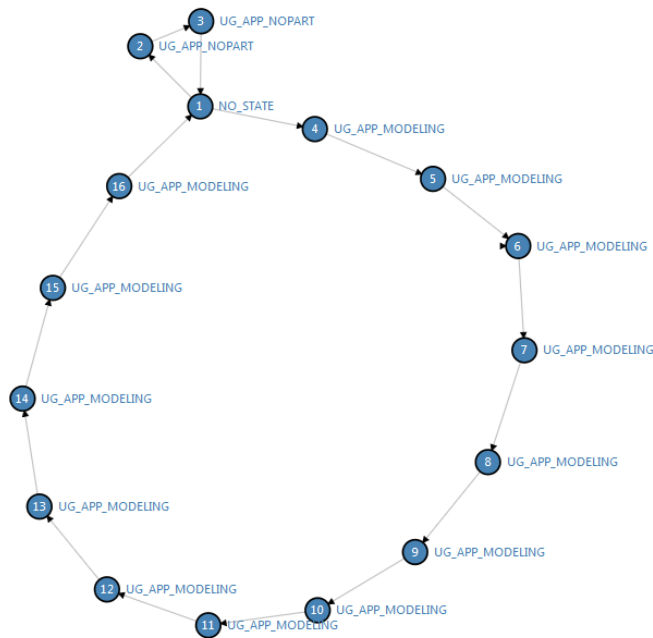 3 UG_APP_NOPART
2 UG_APP_NOPART
1 NO_STATE
4 UG_APP_MODELING
5 UG_APP_MODELING
16 UG_APP_MODELING
6 UG_APP_MODELING
15 UG_APP_MODELING
7 UG_APP_MODELING
14 UG_APP_MODELING
8 UG_APP_MODELING
13 UG_APP_MODELING
9 UG_APP_MODELING
12 UG_APP_MODELING
10 UG_APP_MODELING
11 UG_APP_MODELING